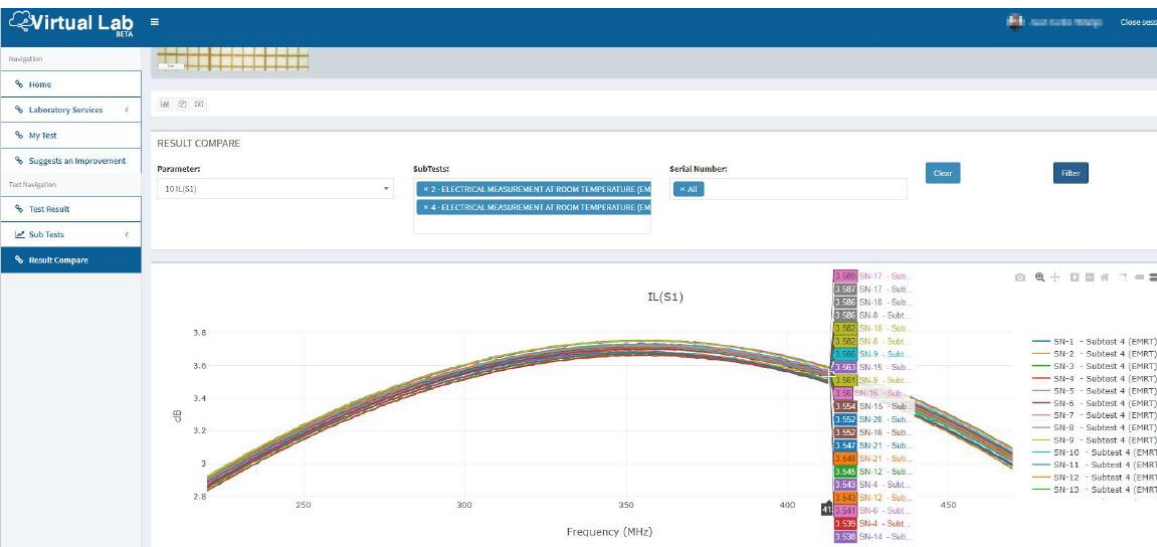 Virtual Lab
BETA
Close sess
Navigation
Home
Laboratory Services
My Test
Suggests an Improvement
Test Navigation
Test Result
Sub Tests
Result Compare
RESULT COMPARE
Parameter:
SubTests:
Serial Number:
10 IL(S1)
× 2 - ELECTRICAL MEASUREMENT AT ROOM TEMPERATURE (EM
× 4 - ELECTRICAL MEASUREMENT AT ROOM TEMPERATURE (EM
× All
Clear
Filter
IL(S1)
3.8
3.6
3.4
3.2
3
2.8
dB
250
300
350
400
450
Frequency (MHz)
3.589 SN-17 - Sub...
3.587 SN-17 - Sub...
3.586 SN-18 - Sub...
3.586 SN-8 - Subt...
3.582 SN-18 - Sub...
3.582 SN-8 - Subt...
SN-9 - Subt...
3.563 SN-15 - Sub...
3.561 SN-9 - Subt...
3.56 SN-16 - Sub...
3.554 SN-15 - Sub...
3.552 SN-20 - Sub...
3.552 SN-16 - Sub...
3.547 SN-21 - Sub...
SN-21 - Sub...
3.545 SN-12 - Sub...
3.543 SN-4 - Subt...
3.543 SN-12 - Sub...
3.541 SN-6 - Subt...
3.539 SN-4 - Subt...
3.538 SN-14 - Sub...
SN-1 - Subtest 4 (EMRT)
SN-2 - Subtest 4 (EMRT)
SN-3 - Subtest 4 (EMRT)
SN-4 - Subtest 4 (EMRT)
SN-5 - Subtest 4 (EMRT)
SN-6 - Subtest 4 (EMRT)
SN-7 - Subtest 4 (EMRT)
SN-8 - Subtest 4 (EMRT)
SN-9 - Subtest 4 (EMRT)
SN-10 - Subtest 4 (EMRT
SN-11 - Subtest 4 (EMRT
SN-12 - Subtest 4 (EMRT
SN-13 - Subtest 4 (EMRT